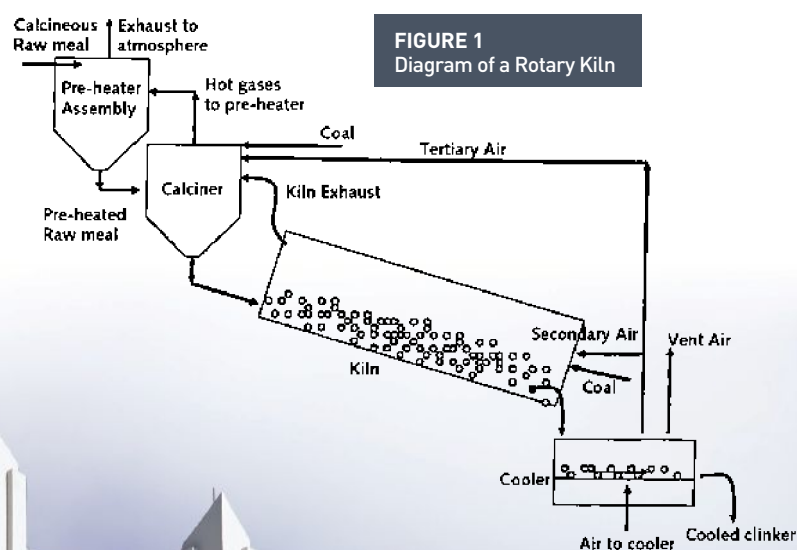 FIGURE 1
Diagram of a Rotary Kiln
Calcineous
Raw meal
Exhaust to
atmosphere
Pre-heater
Assembly
Hot gases
to pre-heater
Coal
Tertiary Air
Calciner
Kiln Exhaust
Pre-heated
Raw meal
Secondary Air
Vent Air
Kiln
Coal
Cooler
Air to cooler
Cooled clinker